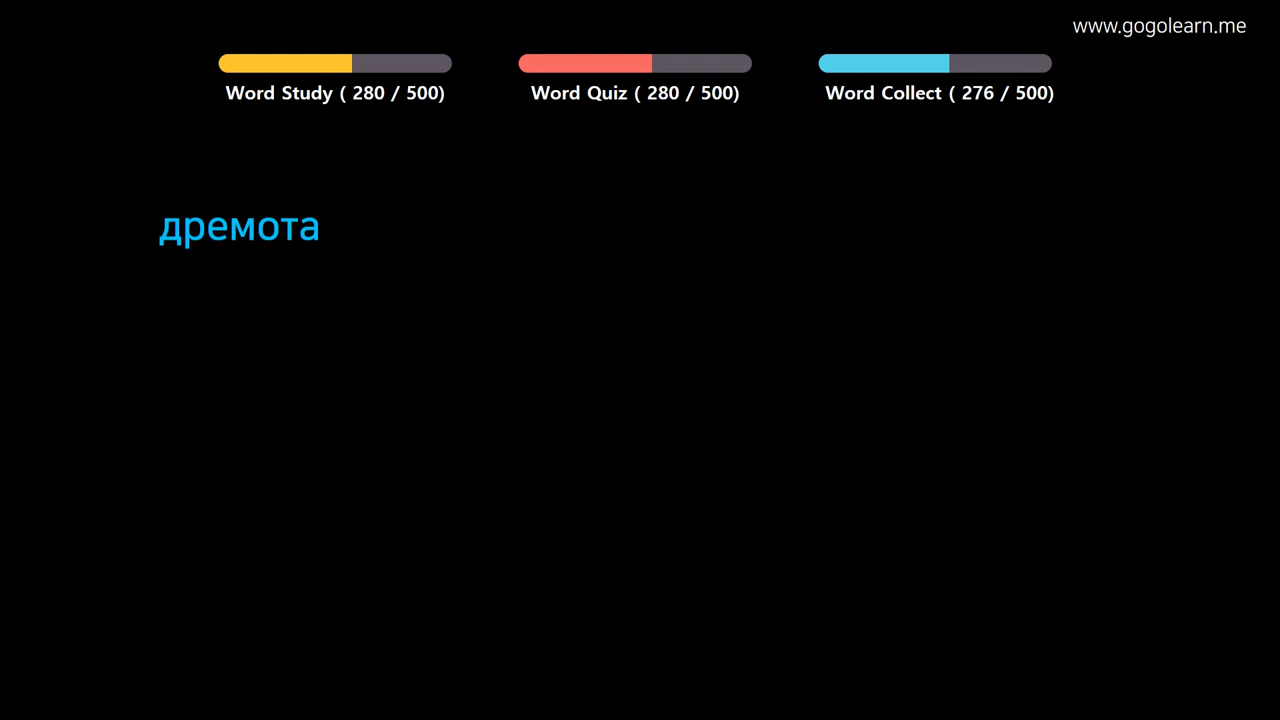 www.gogolearn.me
Word Study ( 280 / 500)
Word Quiz ( 280 / 500)
Word Collect ( 276 / 500)
дремота